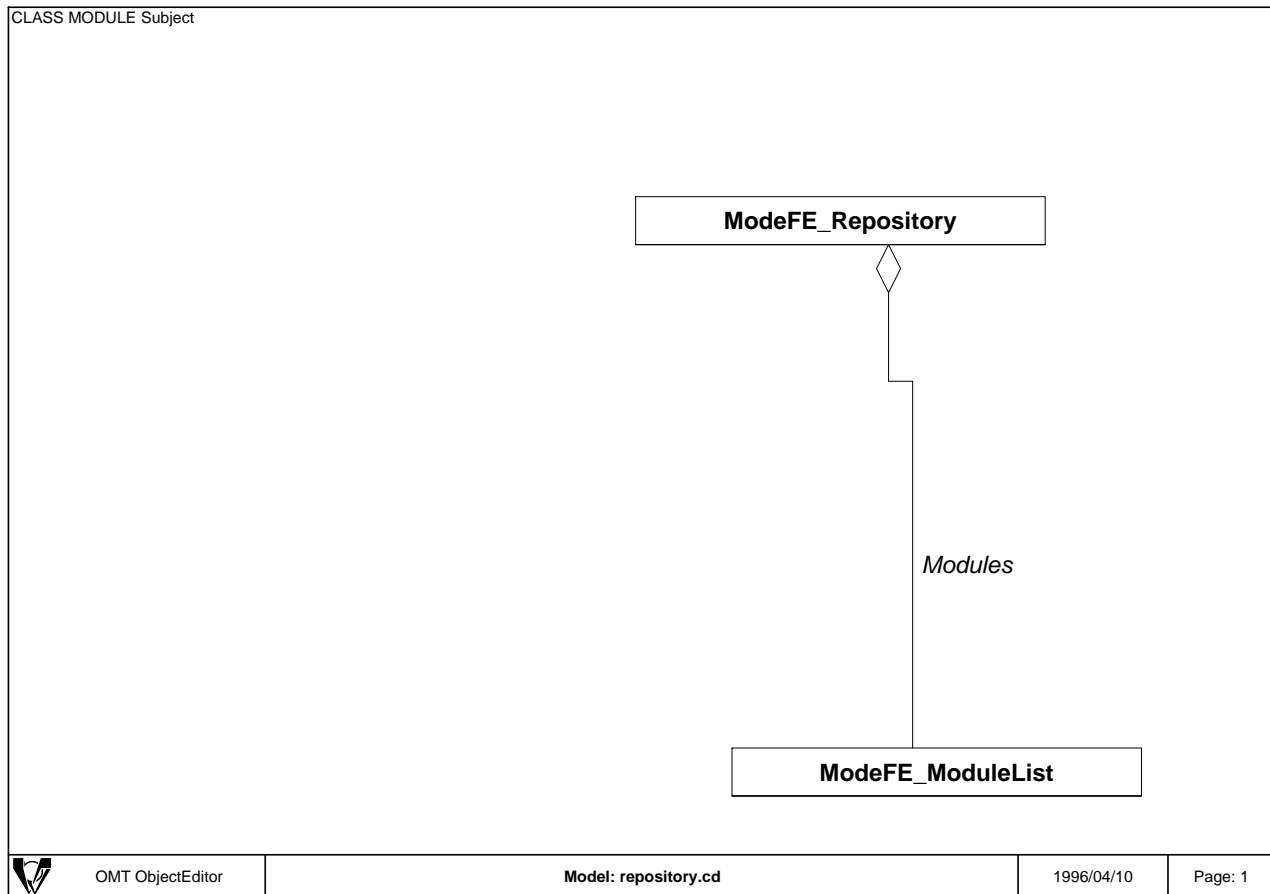 CLASS MODULE Subject
ModeFE_Repository
Modules
ModeFE_ModuleList
OMT ObjectEditor
Model: repository.cd
1996/04/10
Page: 1